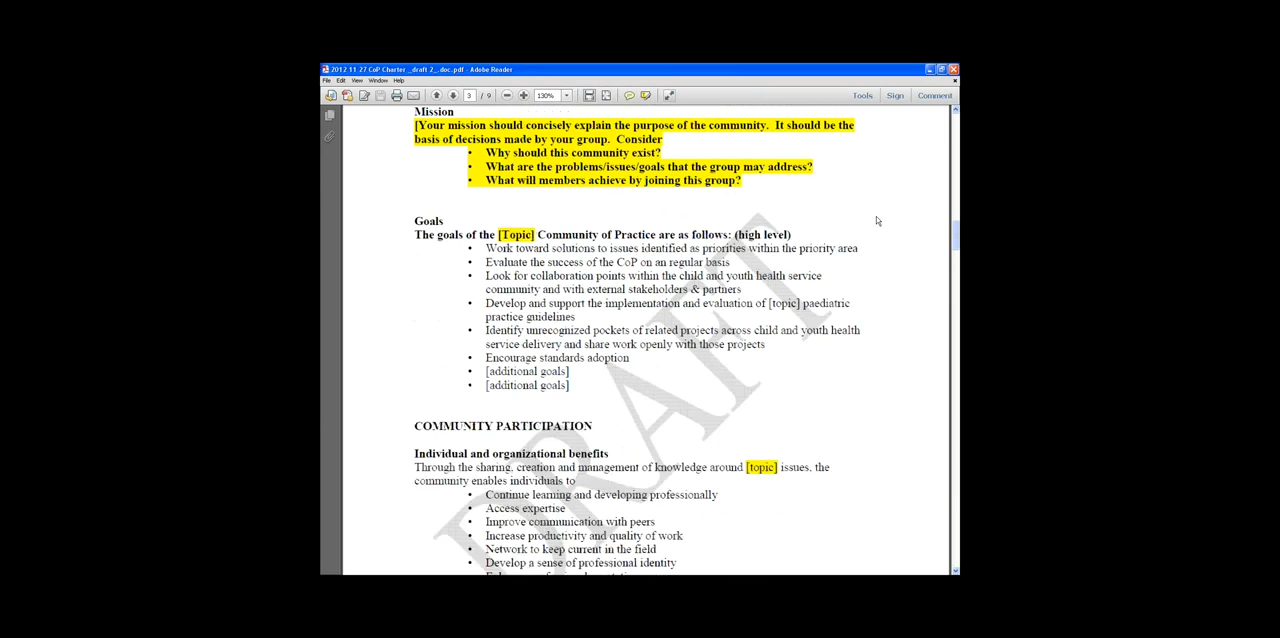 2012 11 27 CoP Charter _draft 2_.doc.pdf - Adobe Reader
File Edit View Window Help
3 / 9 130% Tools Sign Comment
Mission
[Your mission should concisely explain the purpose of the community. It should be the
basis of decisions made by your group. Consider
• Why should this community exist?
• What are the problems/issues/goals that the group may address?
• What will members achieve by joining this group?
Goals
The goals of the [Topic] Community of Practice are as follows: (high level)
• Work toward solutions to issues identified as priorities within the priority area
• Evaluate the success of the CoP on an regular basis
• Look for collaboration points within the child and youth health service
community and with external stakeholders & partners
• Develop and support the implementation and evaluation of [topic] paediatric
practice guidelines
• Identify unrecognized pockets of related projects across child and youth health
service delivery and share work openly with those projects
• Encourage standards adoption
• [additional goals]
• [additional goals]
COMMUNITY PARTICIPATION
Individual and organizational benefits
Through the sharing, creation and management of knowledge around [topic] issues, the
community enables individuals to
• Continue learning and developing professionally
• Access expertise
• Improve communication with peers
• Increase productivity and quality of work
• Network to keep current in the field
• Develop a sense of professional identity
DRAFT